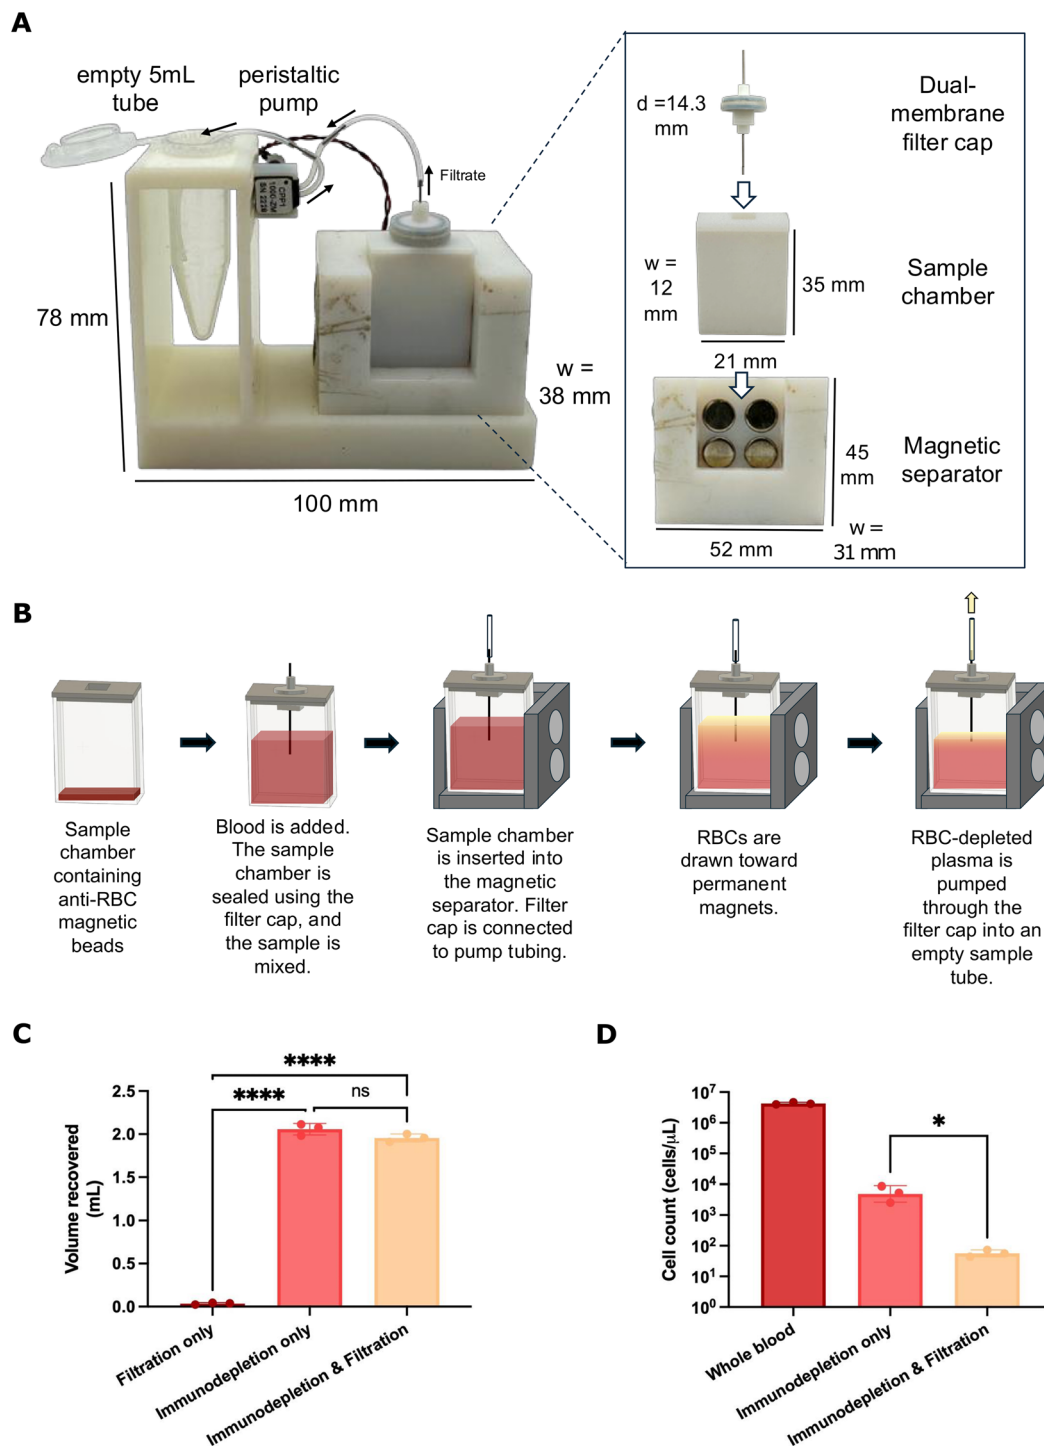 A
empty 5mL
tube
peristaltic
pump
Filtrate
CPP1
1000-ZM
SN 2228
78 mm
100 mm
w =
38 mm
d =14.3
mm
Dual-
membrane
filter cap
w =
12
mm
35 mm
21 mm
Sample
chamber
45
mm
Magnetic
separator
52 mm
w =
31 mm
B
Sample
chamber
containing
anti-RBC
magnetic
beads
Blood is added.
The sample
chamber is
sealed using the
filter cap, and
the sample is
mixed.
Sample chamber
is inserted into
the magnetic
separator. Filter
cap is connected
to pump tubing.
RBCs are
drawn toward
permanent
magnets.
RBC-depleted
plasma is
pumped
through the
filter cap into an
empty sample
tube.
C
Volume recovered
(mL)
2.5
2.0
1.5
1.0
0.5
0.0
****
****
ns
Filtration only
Immunodepletion only
Immunodepletion & Filtration
D
Cell count (cells/μL)
10⁷
10⁶
10⁵
10⁴
10³
10²
10¹
10⁰
*
Whole blood
Immunodepletion only
Immunodepletion & Filtration